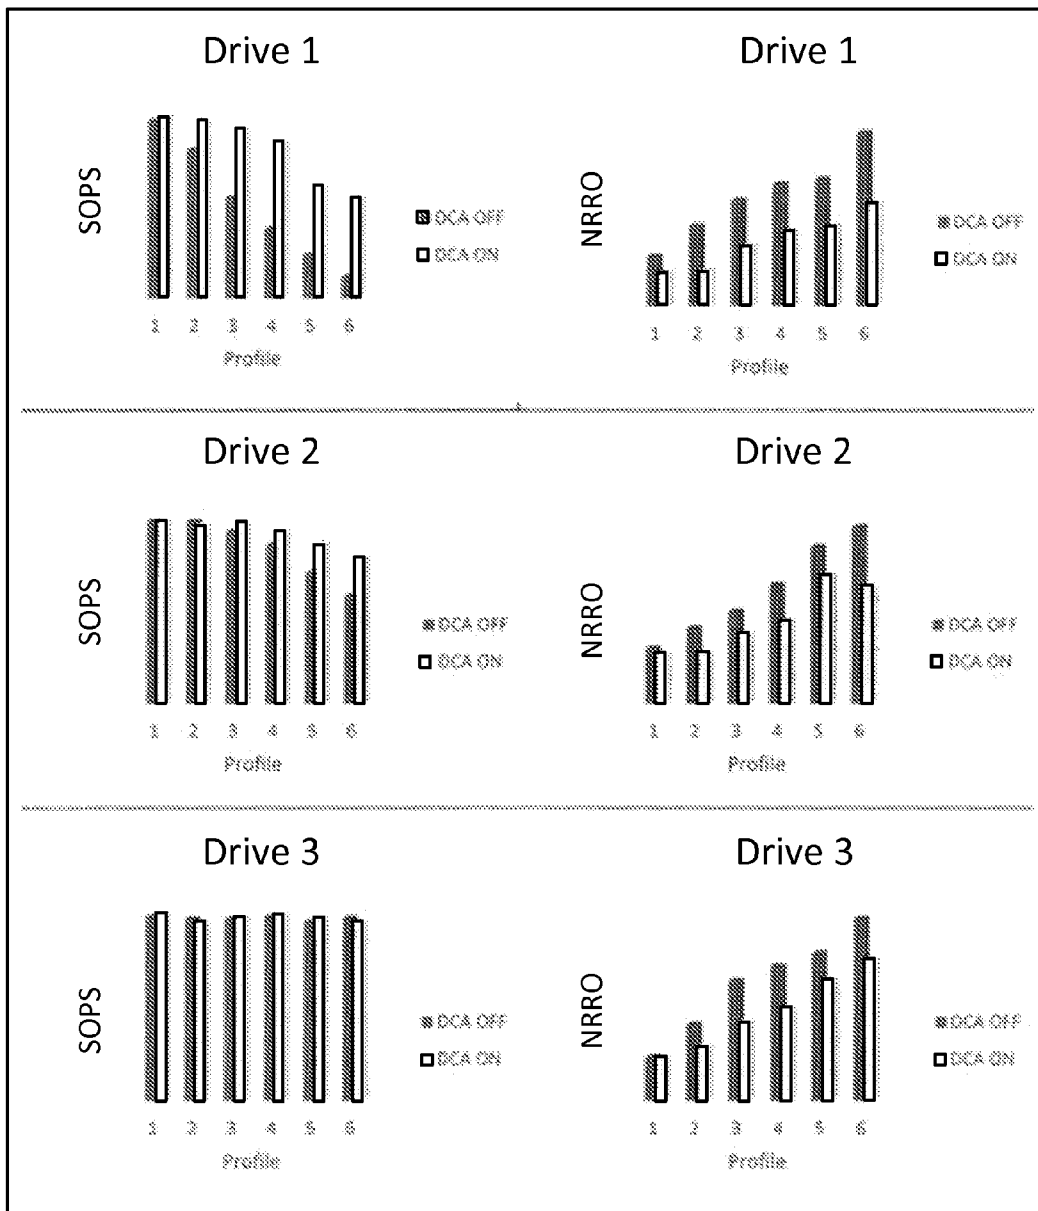 Drive 1
SOPS
DCA OFF
DCA ON
1 2 3 4 5 6
Profile
Drive 1
NRRO
DCA OFF
DCA ON
1 2 3 4 5 6
Profile
Drive 2
SOPS
DCA OFF
DCA ON
1 2 3 4 5 6
Profile
Drive 2
NRRO
DCA OFF
DCA ON
1 2 3 4 5 6
Profile
Drive 3
SOPS
DCA OFF
DCA ON
1 2 3 4 5 6
Profile
Drive 3
NRRO
DCA OFF
DCA ON
1 2 3 4 5 6
Profile